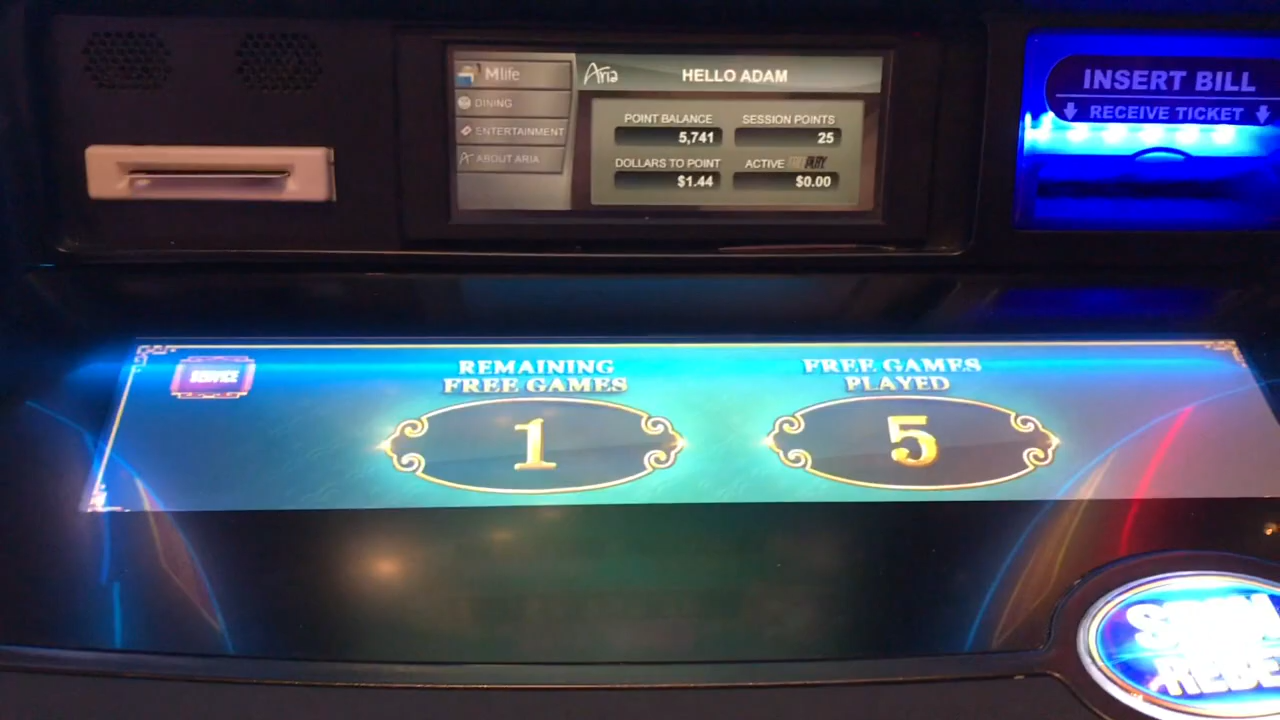 Mlife
DINING
ENTERTAINMENT
ABOUT ARIA
Aria
HELLO ADAM
POINT BALANCE
5,741
SESSION POINTS
25
DOLLARS TO POINT
$1.44
ACTIVE PLAY
$0.00
INSERT BILL
RECEIVE TICKET
SERVICE
REMAINING
FREE GAMES
1
FREE GAMES
PLAYED
5